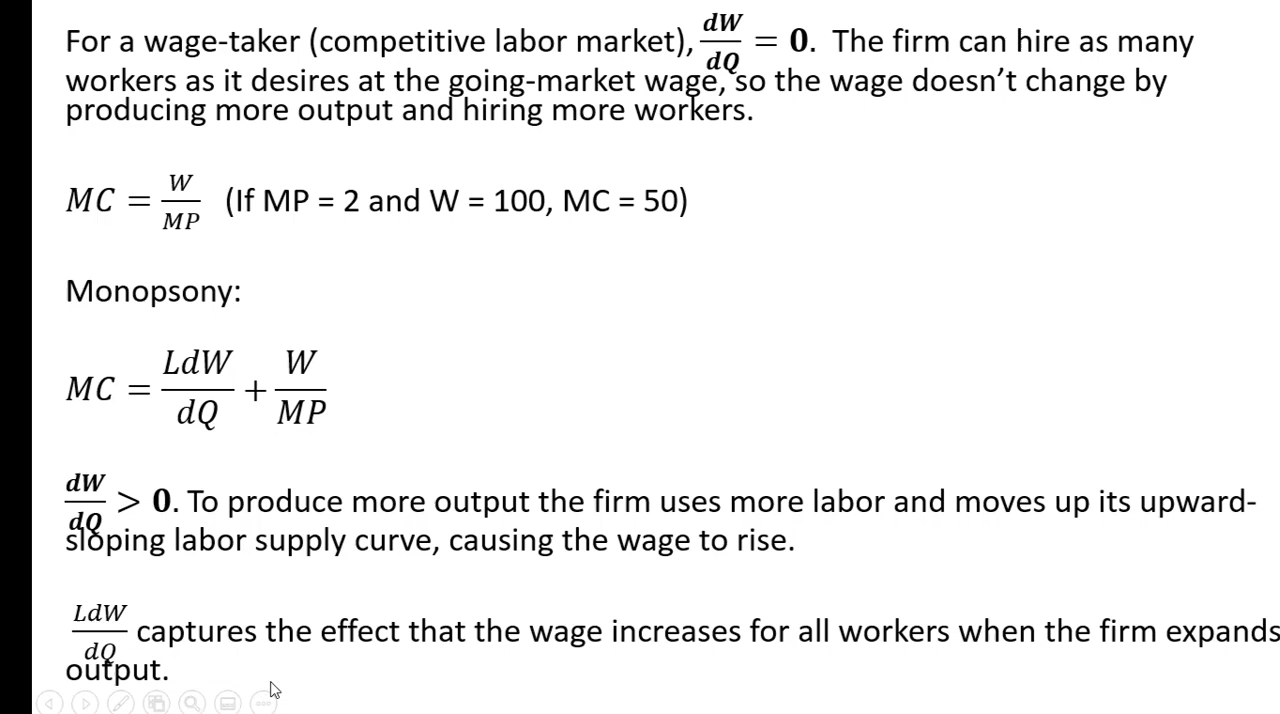 For a wage-taker (competitive labor market), dW/dQ = 0. The firm can hire as many
workers as it desires at the going-market wage, so the wage doesn’t change by
producing more output and hiring more workers.
MC = W/MP (If MP = 2 and W = 100, MC = 50)
Monopsony:
MC = LdW/dQ + W/MP
dW/dQ > 0. To produce more output the firm uses more labor and moves up its upward-
sloping labor supply curve, causing the wage to rise.
LdW/dQ captures the effect that the wage increases for all workers when the firm expands
output.